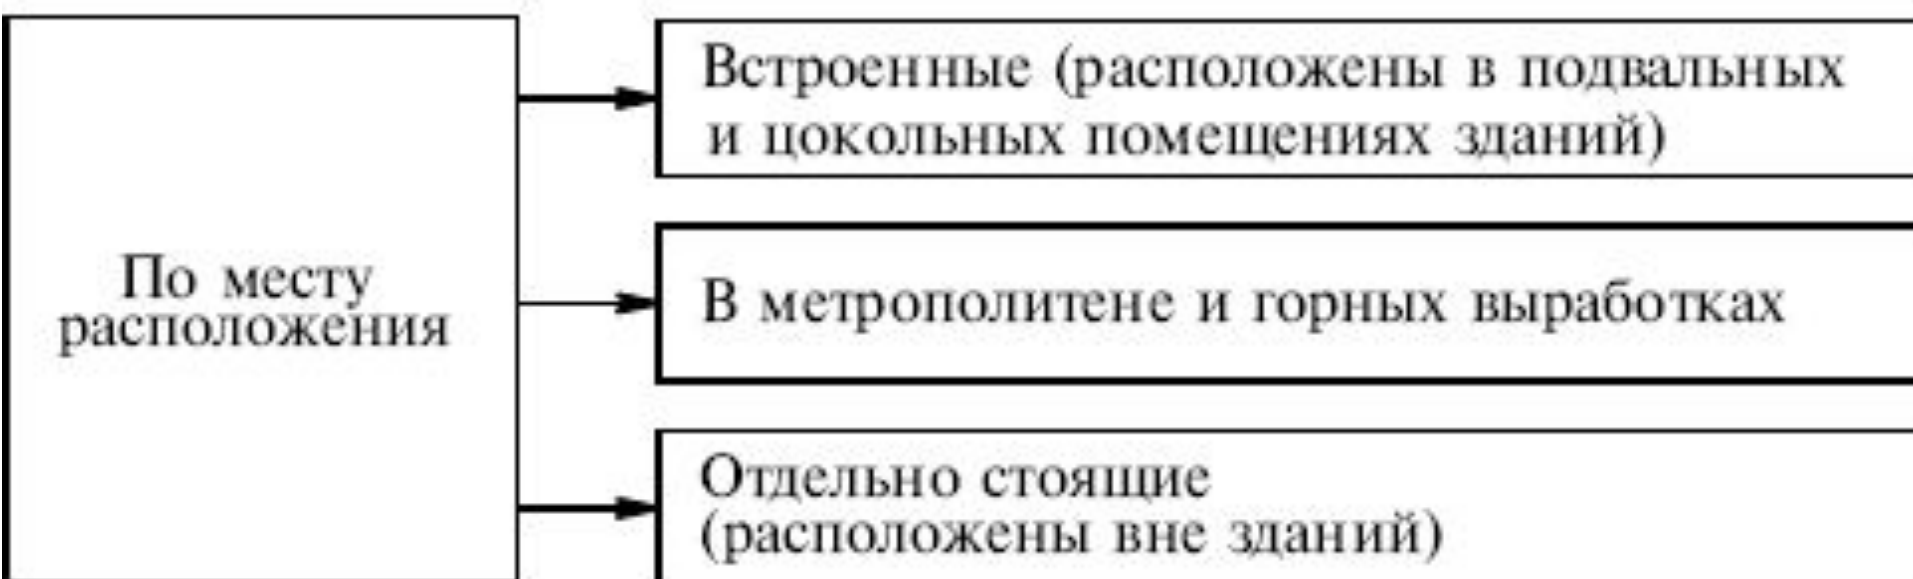 По месту
расположения
Встроенные (расположены в подвальных
и цокольных помещениях зданий)
В метрополитене и горных выработках
Отдельно стоящие
(расположены вне зданий)